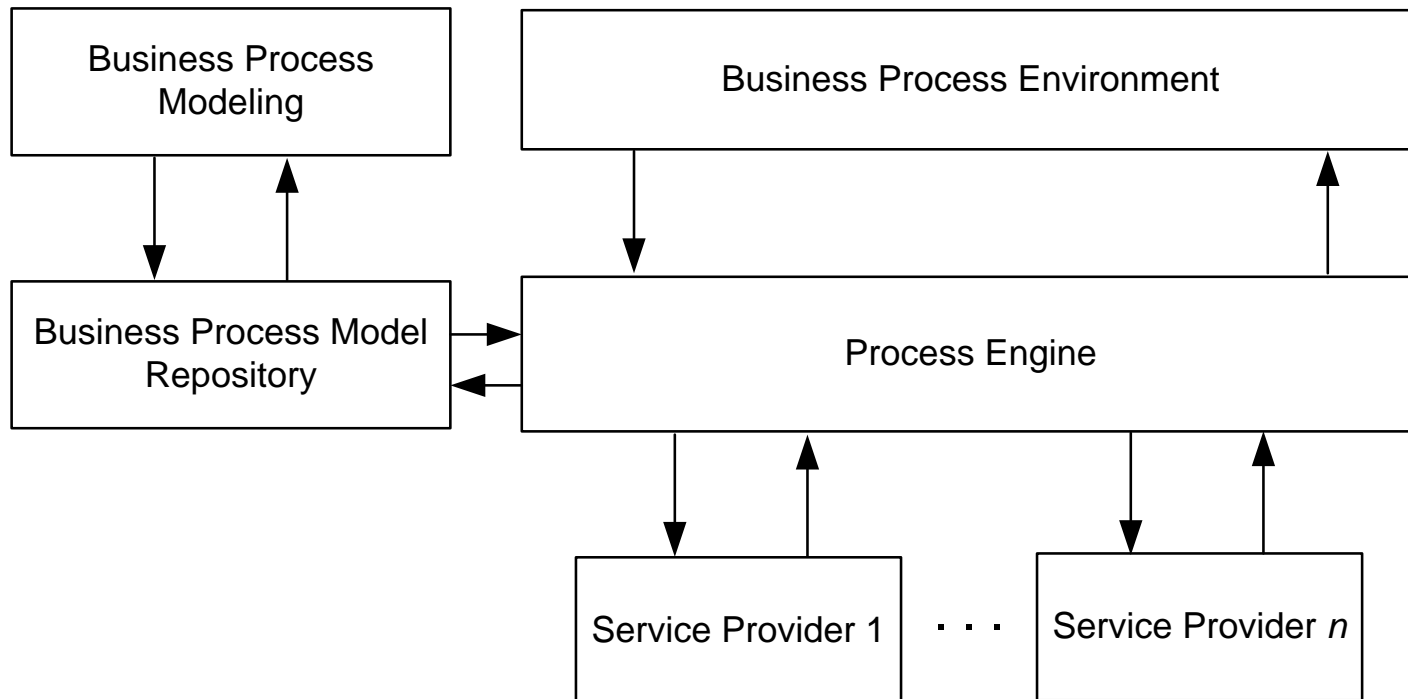 Business Process
Modeling
Business Process Environment
Business Process Model
Repository
Process Engine
Service Provider 1
. . .
Service Provider n